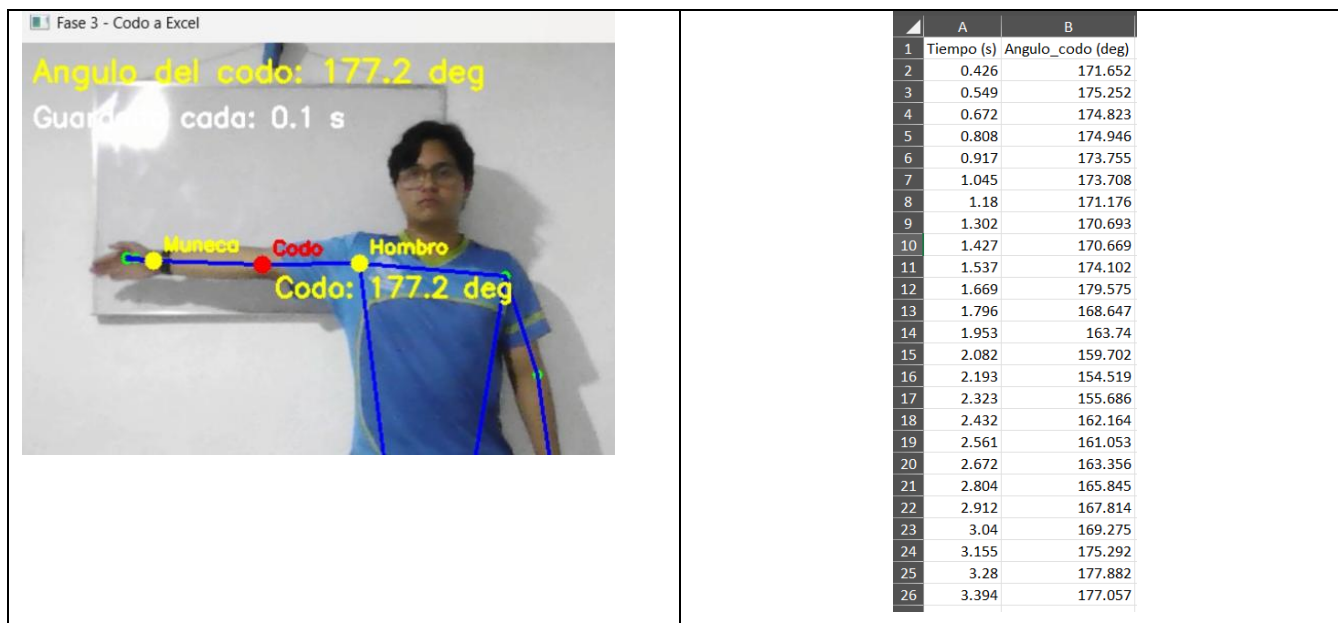 Fase 3 - Codo a Excel
Angulo del codo: 177.2 deg
cada: 0.1 s
Muneca Codo Hombro
Codo: 177.2 deg
A B
1 Tiempo (s) Angulo_codo (deg)
2 0.426 171.652
3 0.549 175.252
4 0.672 174.823
5 0.808 174.946
6 0.917 173.755
7 1.045 173.708
8 1.18 171.176
9 1.302 170.693
10 1.427 170.669
11 1.537 174.102
12 1.669 179.575
13 1.796 168.647
14 1.953 163.74
15 2.082 159.702
16 2.193 154.519
17 2.323 155.686
18 2.432 162.164
19 2.561 161.053
20 2.672 163.356
21 2.804 165.845
22 2.912 167.814
23 3.04 169.275
24 3.155 175.292
25 3.28 177.882
26 3.394 177.057